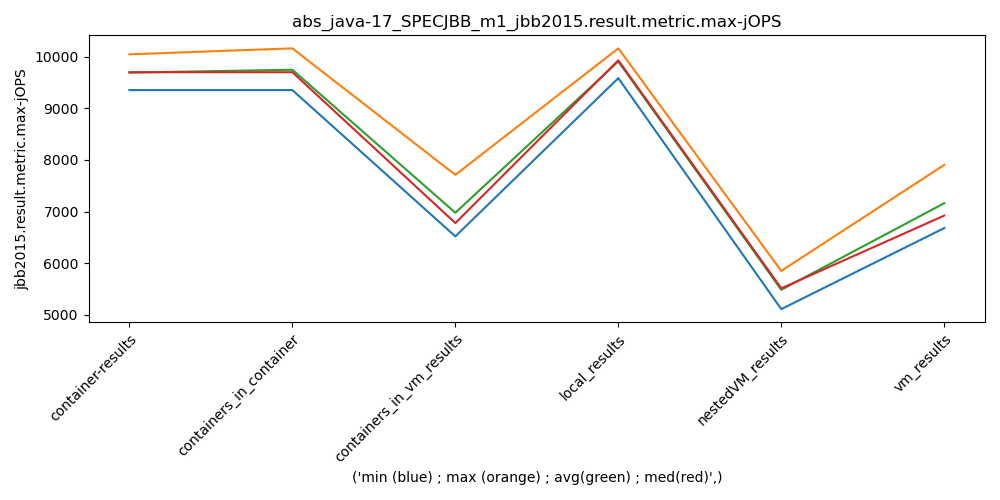 abs_java-17_SPECJBB_m1_jbb2015.result.metric.max-jOPS
jbb2015.result.metric.max-jOPS
10000
9000
8000
7000
6000
5000
container-results
containers_in_container
containers_in_vm_results
local_results
nestedVM_results
vm_results
('min (blue) ; max (orange) ; avg(green) ; med(red)',)